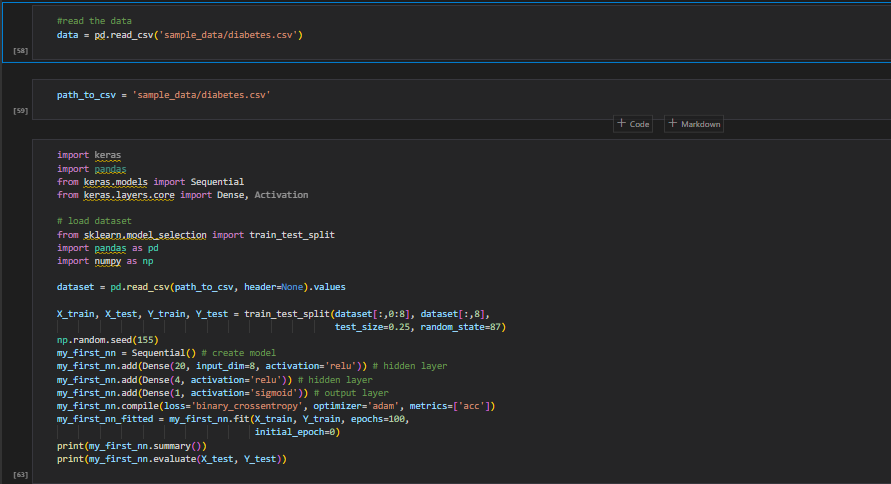 #read the data
data = pd.read_csv('sample_data/diabetes.csv')
[58]
path_to_csv = 'sample_data/diabetes.csv'
[59]
+ Code + Markdown
import keras
import pandas
from keras.models import Sequential
from keras.layers.core import Dense, Activation
# load dataset
from sklearn.model_selection import train_test_split
import pandas as pd
import numpy as np
dataset = pd.read_csv(path_to_csv, header=None).values
X_train, X_test, Y_train, Y_test = train_test_split(dataset[:,0:8], dataset[:,8],
test_size=0.25, random_state=87)
np.random.seed(155)
my_first_nn = Sequential() # create model
my_first_nn.add(Dense(20, input_dim=8, activation='relu')) # hidden layer
my_first_nn.add(Dense(4, activation='relu')) # hidden layer
my_first_nn.add(Dense(1, activation='sigmoid')) # output layer
my_first_nn.compile(loss='binary_crossentropy', optimizer='adam', metrics=['acc'])
my_first_nn_fitted = my_first_nn.fit(X_train, Y_train, epochs=100,
initial_epoch=0)
print(my_first_nn.summary())
print(my_first_nn.evaluate(X_test, Y_test))
[63]